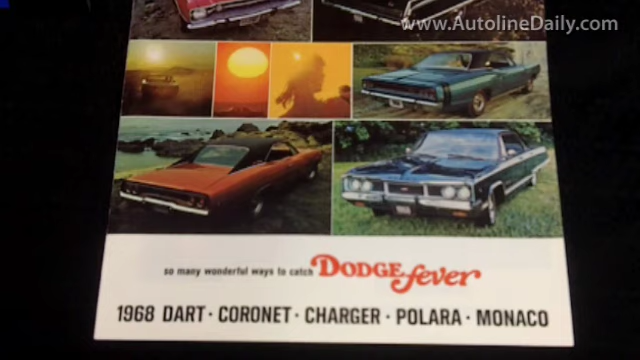 www.AutolineDaily.com
so many wonderful ways to catch DODGE fever
1968 DART · CORONET · CHARGER · POLARA · MONACO